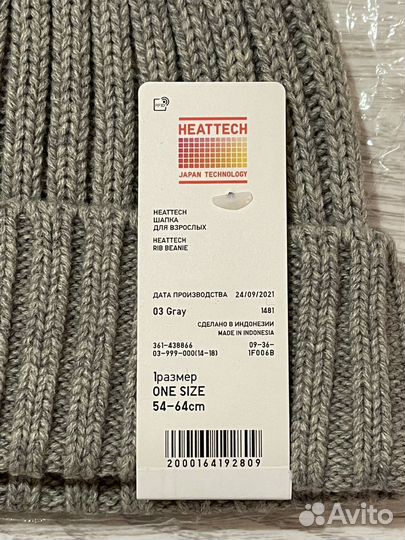 RFID
HEATTECH
JAPAN TECHNOLOGY
HEATTECH
ШАПКА
ДЛЯ ВЗРОСЛЫХ
HEATTECH
RIB BEANIE
ДАТА ПРОИЗВОДСТВА 24/09/2021
03 Gray 1481
СДЕЛАНО В ИНДОНЕЗИИ
MADE IN INDONESIA
361-438866 09-36-
03-999-000(14-18) 1F006B
1размер
ONE SIZE
54-64cm
2000164192809
Avito